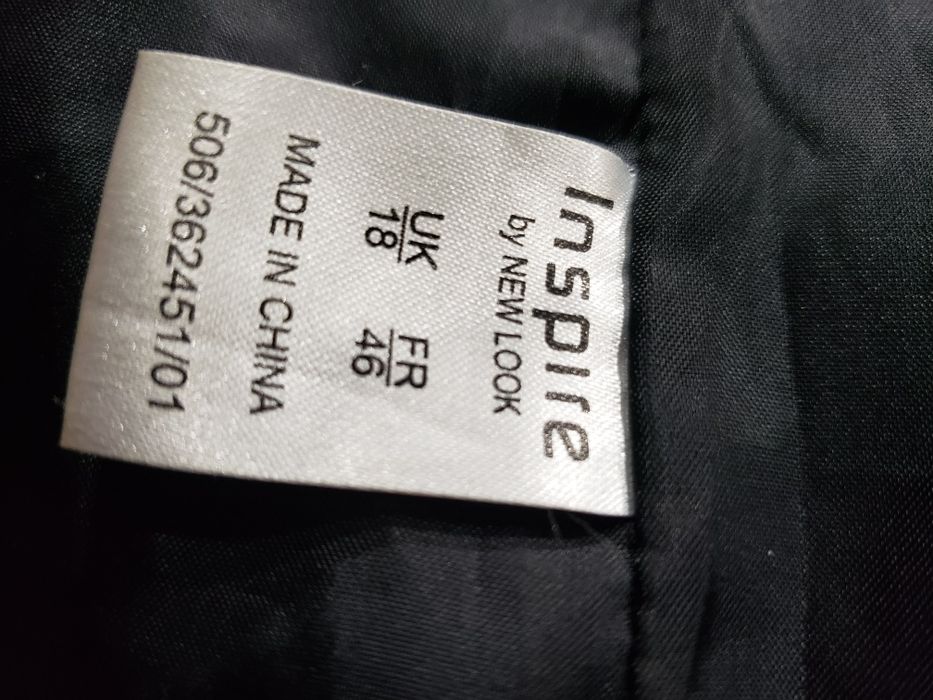 Inspire
by NEW LOOK
UK FR
18 46
MADE IN CHINA
506/362451/01